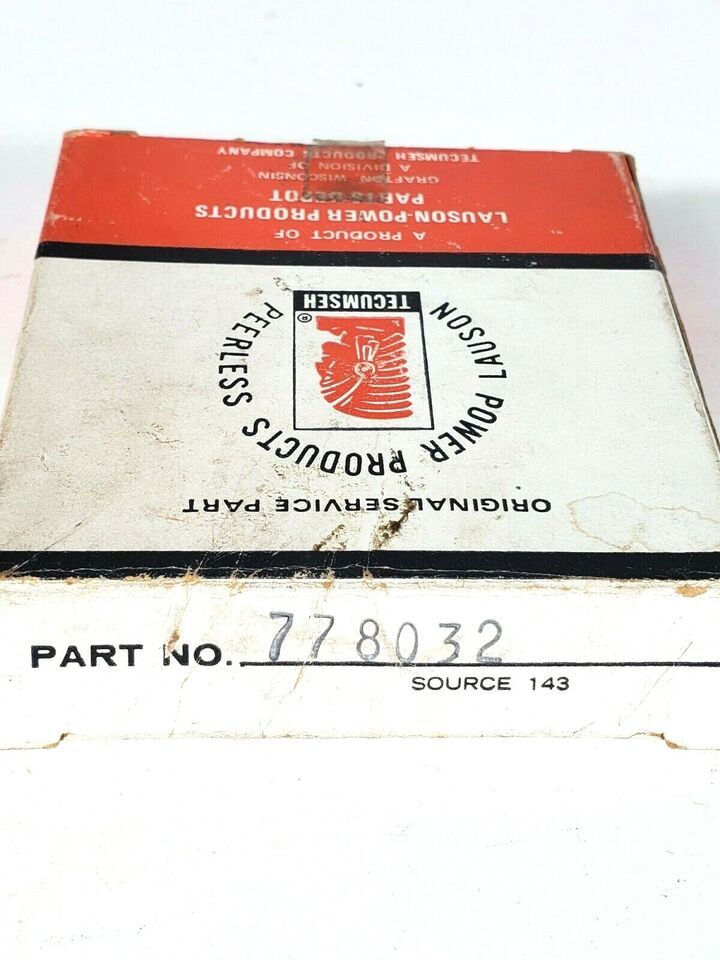 PART NO. 778032
SOURCE 143
ORIGINAL SERVICE PART
LAUSON POWER PRODUCTS PEERLESS
TECUMSEH
®
A PRODUCT OF
LAUSON-POWER PRODUCTS
PARTS DEPOT
GRAFTON, WISCONSIN
A DIVISION OF
TECUMSEH PRODUCTS COMPANY